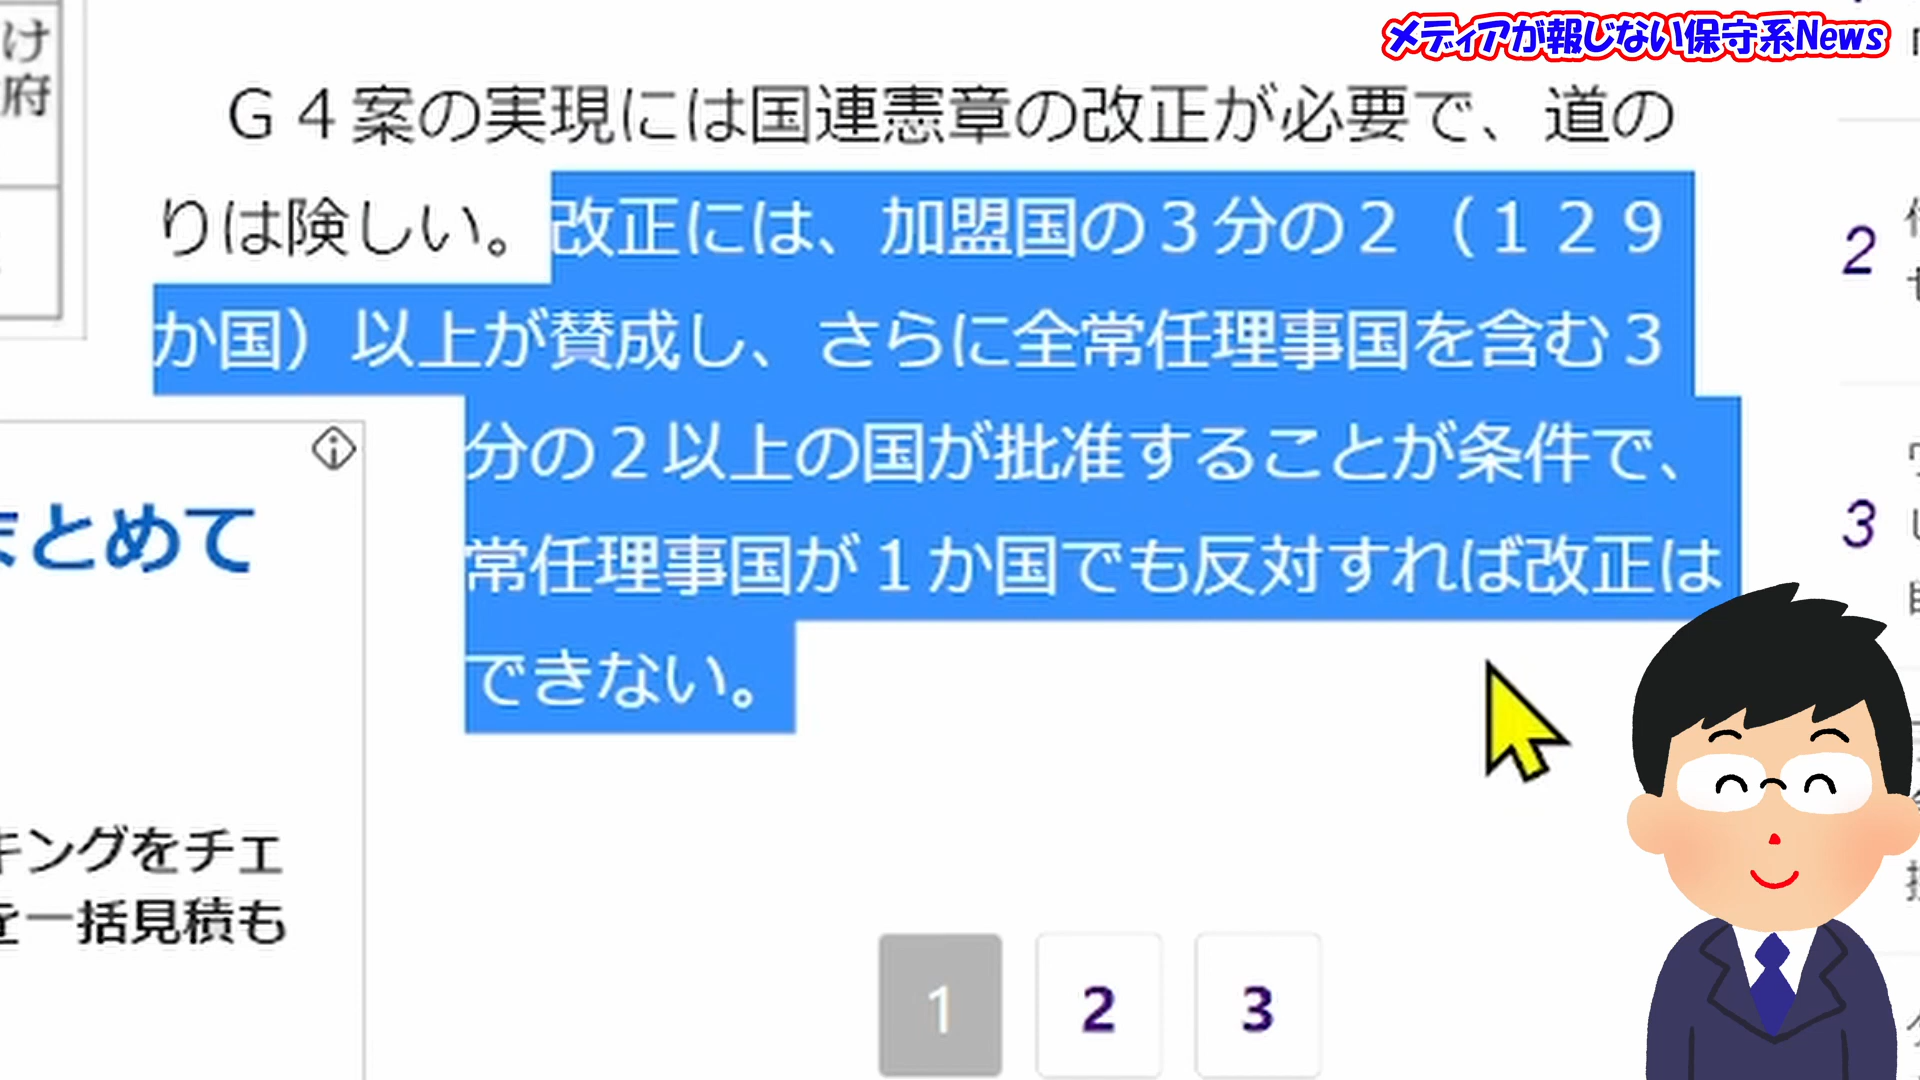 メディアが報じない保守系News
け
府
Ｇ４案の実現には国連憲章の改正が必要で、道の
りは険しい。改正には、加盟国の３分の２（１２９
か国）以上が賛成し、さらに全常任理事国を含む３
分の２以上の国が批准することが条件で、
常任理事国が１か国でも反対すれば改正は
できない。
まとめて
キングをチェ
を一括見積も
2
3
1
2
3